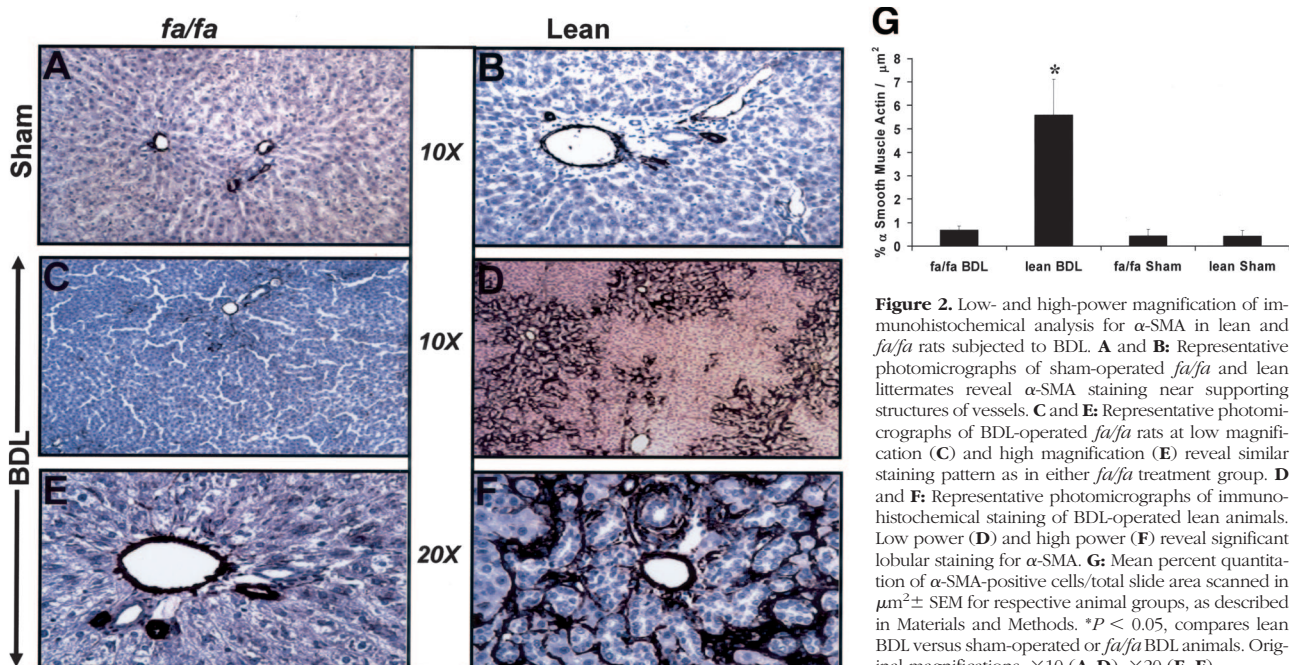 fa/fa
Lean
Sham
A
B
10X
BDL
C
D
10X
E
F
20X
G
% α Smooth Muscle Actin / μm²
8
7
6
5
4
3
2
1
0
*
fa/fa BDL
lean BDL
fa/fa Sham
lean Sham
Figure 2. Low- and high-power magnification of im-
munohistochemical analysis for α-SMA in lean and
fa/fa rats subjected to BDL. A and B: Representative
photomicrographs of sham-operated fa/fa and lean
littermates reveal α-SMA staining near supporting
structures of vessels. C and E: Representative photomi-
crographs of BDL-operated fa/fa rats at low magnifi-
cation (C) and high magnification (E) reveal similar
staining pattern as in either fa/fa treatment group. D
and F: Representative photomicrographs of immuno-
histochemical staining of BDL-operated lean animals.
Low power (D) and high power (F) reveal significant
lobular staining for α-SMA. G: Mean percent quantita-
tion of α-SMA-positive cells/total slide area scanned in
μm²± SEM for respective animal groups, as described
in Materials and Methods. *P < 0.05, compares lean
BDL versus sham-operated or fa/fa BDL animals. Orig-
inal magnifications, ×10 (A–D), ×20 (E, F).